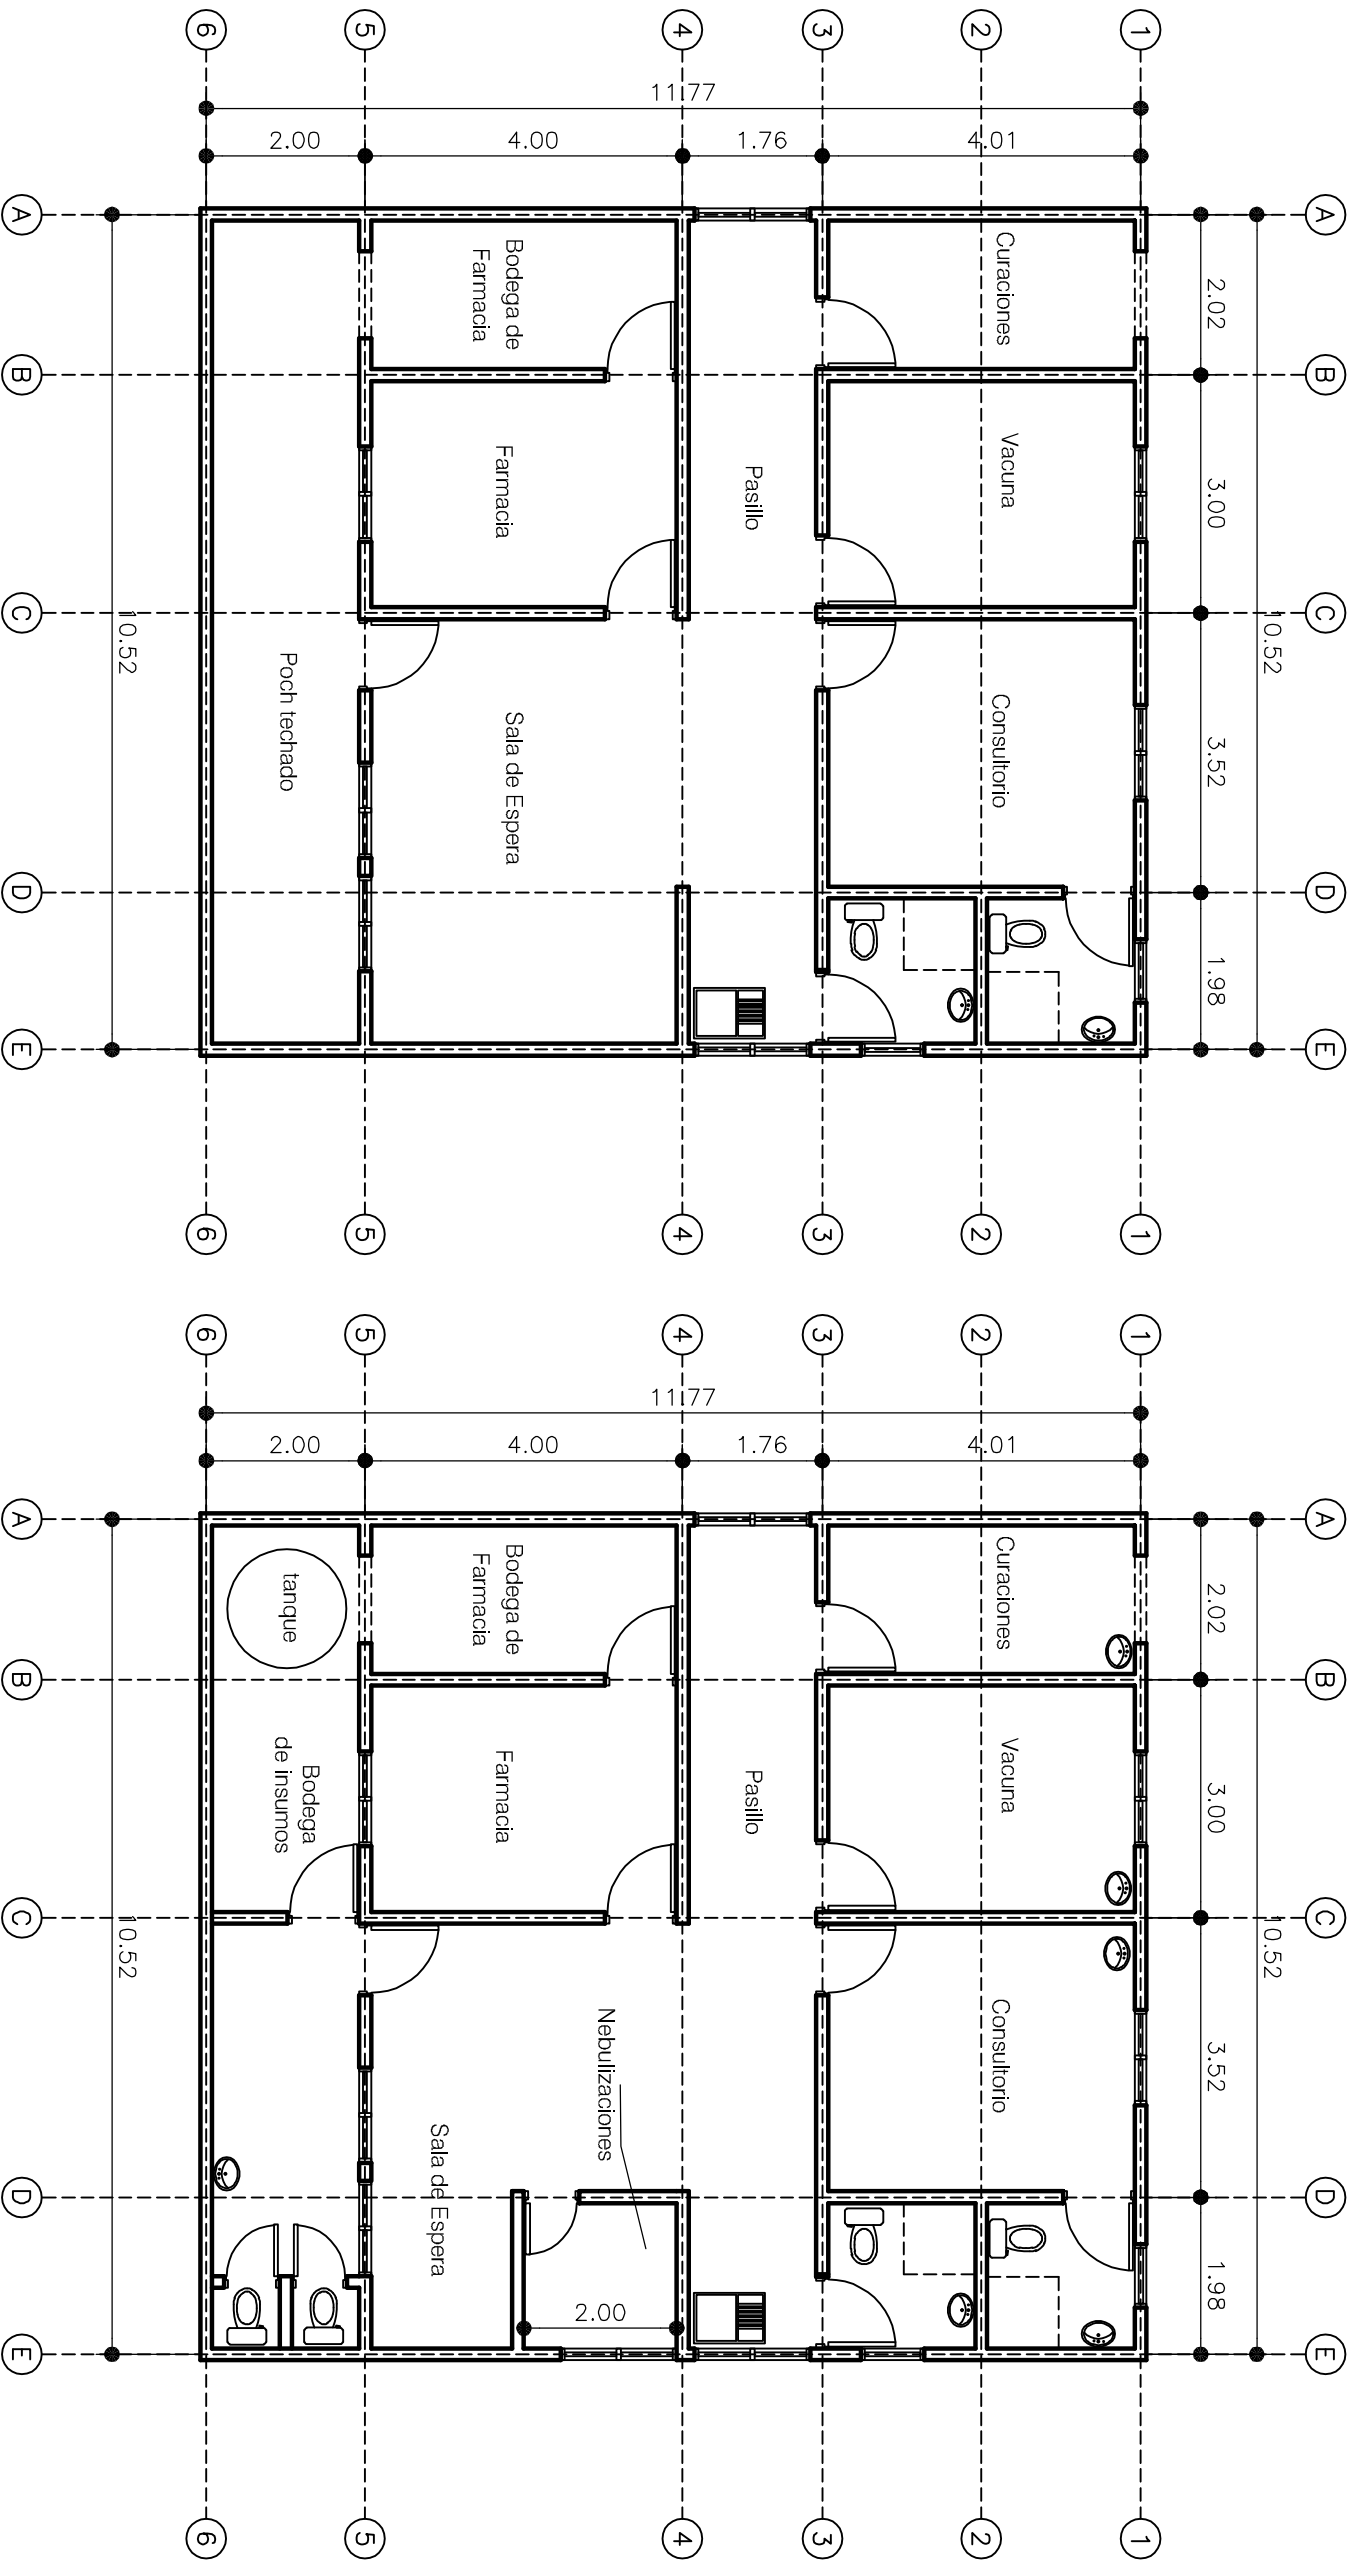 6
5
4
3
2
1
11.77
2.00
4.00
1.76
4.01
A
A
B
B
C
C
D
D
E
E
2.02
3.00
3.52
1.98
10.52
10.52
Curaciones
Vacuna
Consultorio
Pasillo
Bodega de
Farmacia
Farmacia
Sala de Espera
Poch techado
6
5
4
3
2
1
6
5
4
3
2
1
11.77
2.00
4.00
1.76
4.01
A
A
B
B
C
C
D
D
E
E
2.02
3.00
3.52
1.98
10.52
10.52
Curaciones
Vacuna
Consultorio
Pasillo
Bodega de
Farmacia
Farmacia
Nebulizaciones
Sala de Espera
2.00
tanque
Bodega
de insumos
6
5
4
3
2
1